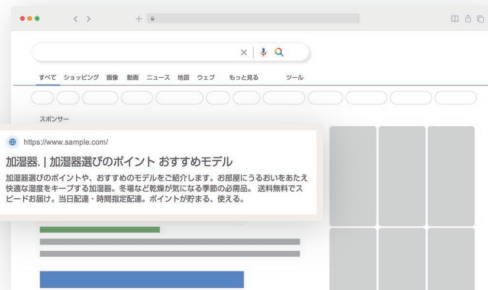 すべて ショッピング 画像 動画 ニュース 地図 ウェブ もっと見る ツール
スポンサー
https://www.sample.com/
加湿器. | 加湿器選びのポイント おすすめモデル
加湿器選びのポイントや、おすすめのモデルをご紹介します。お部屋にうるおいをあたえ
快適な湿度をキープする加湿器。冬場など乾燥が気になる季節の必需品。 送料無料でス
ピードお届け。当日配達・時間指定配達。ポイントが貯まる、使える。